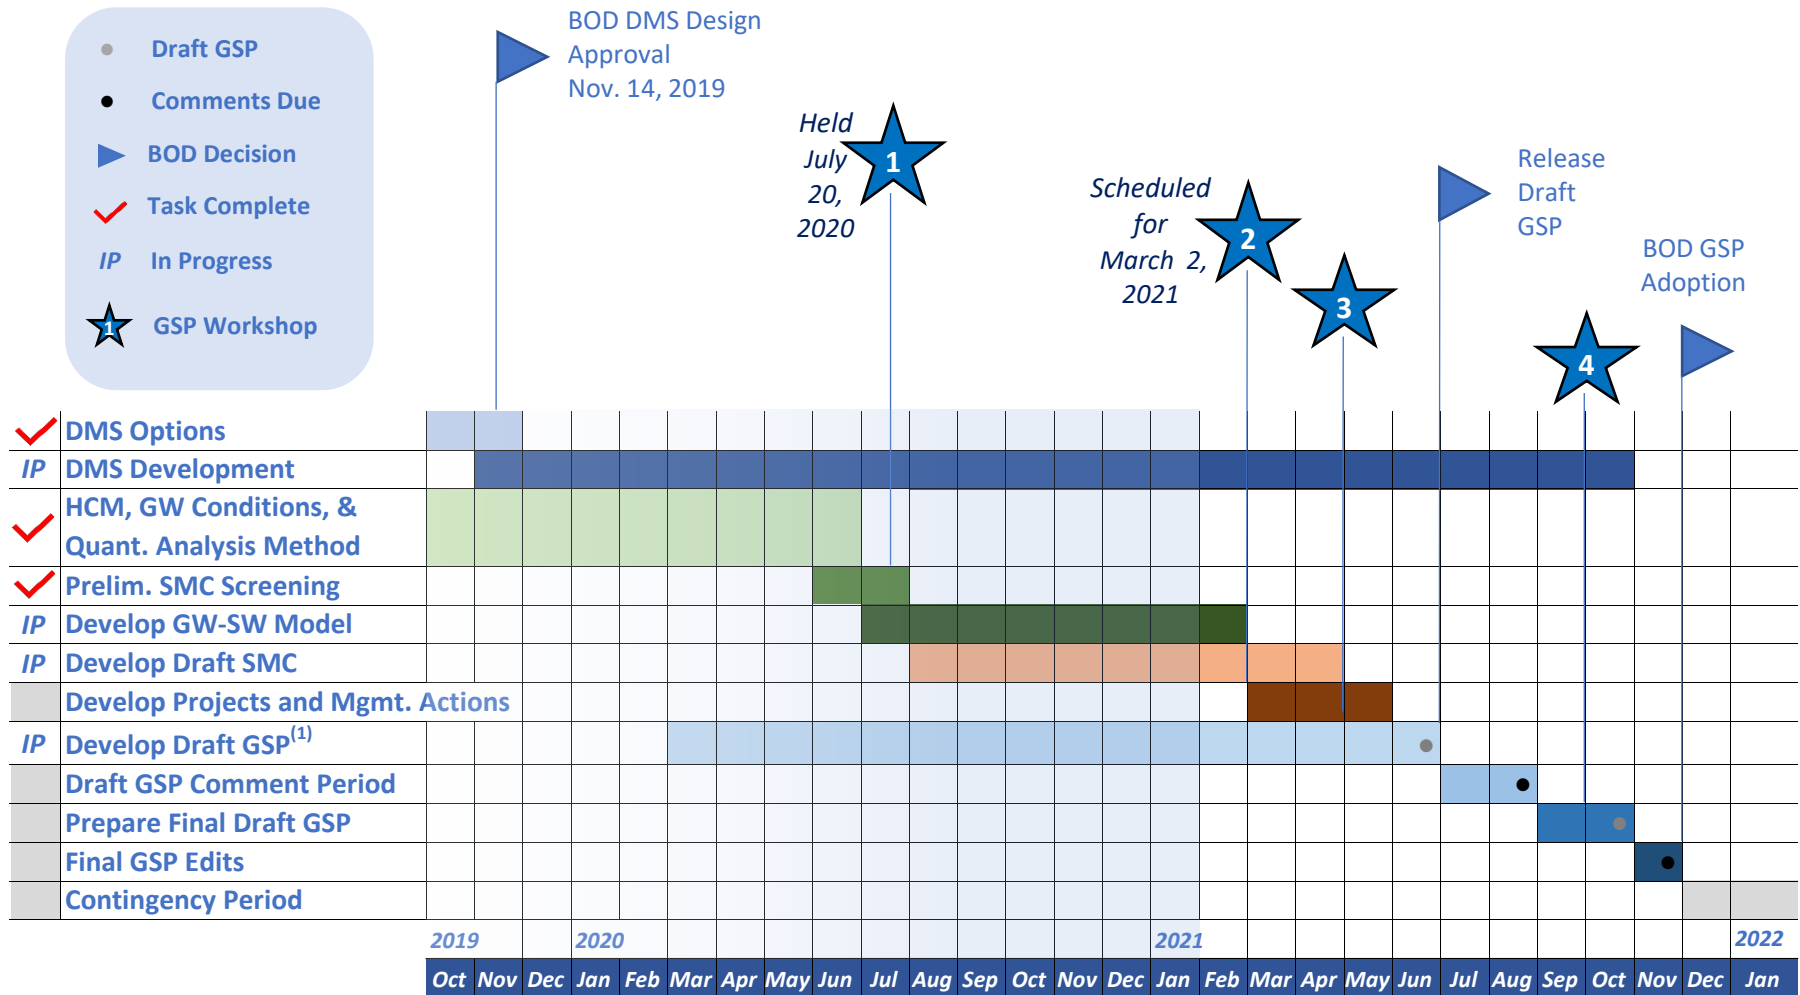 Draft GSP
Comments Due
BOD Decision
Task Complete
IP In Progress
1 GSP Workshop
BOD DMS Design
Approval
Nov. 14, 2019
Held
July
20,
2020
1
Scheduled
for
March 2,
2021
2
3
Release
Draft
GSP
4
BOD GSP
Adoption
DMS Options
IP DMS Development
HCM, GW Conditions, &
Quant. Analysis Method
Prelim. SMC Screening
IP Develop GW-SW Model
IP Develop Draft SMC
Develop Projects and Mgmt. Actions
IP Develop Draft GSP(1)
Draft GSP Comment Period
Prepare Final Draft GSP
Final GSP Edits
Contingency Period
2019 2020 2021 2022
Oct Nov Dec Jan Feb Mar Apr May Jun Jul Aug Sep Oct Nov Dec Jan Feb Mar Apr May Jun Jul Aug Sep Oct Nov Dec Jan